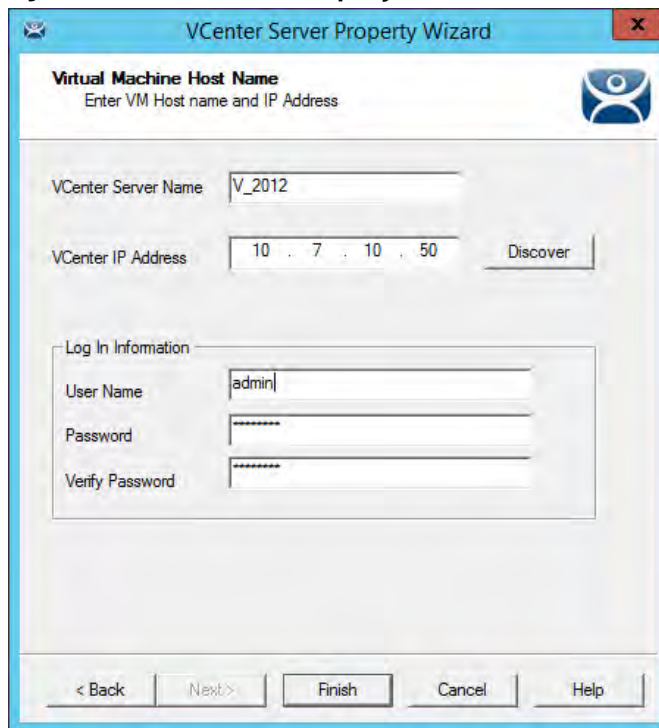 VCenter Server Property Wizard
x
Virtual Machine Host Name
Enter VM Host name and IP Address
VCenter Server Name V_2012
VCenter IP Address 10 . 7 . 10 . 50 Discover
Log In Information
User Name admin
Password ********
Verify Password ********
< Back Next > Finish Cancel Help